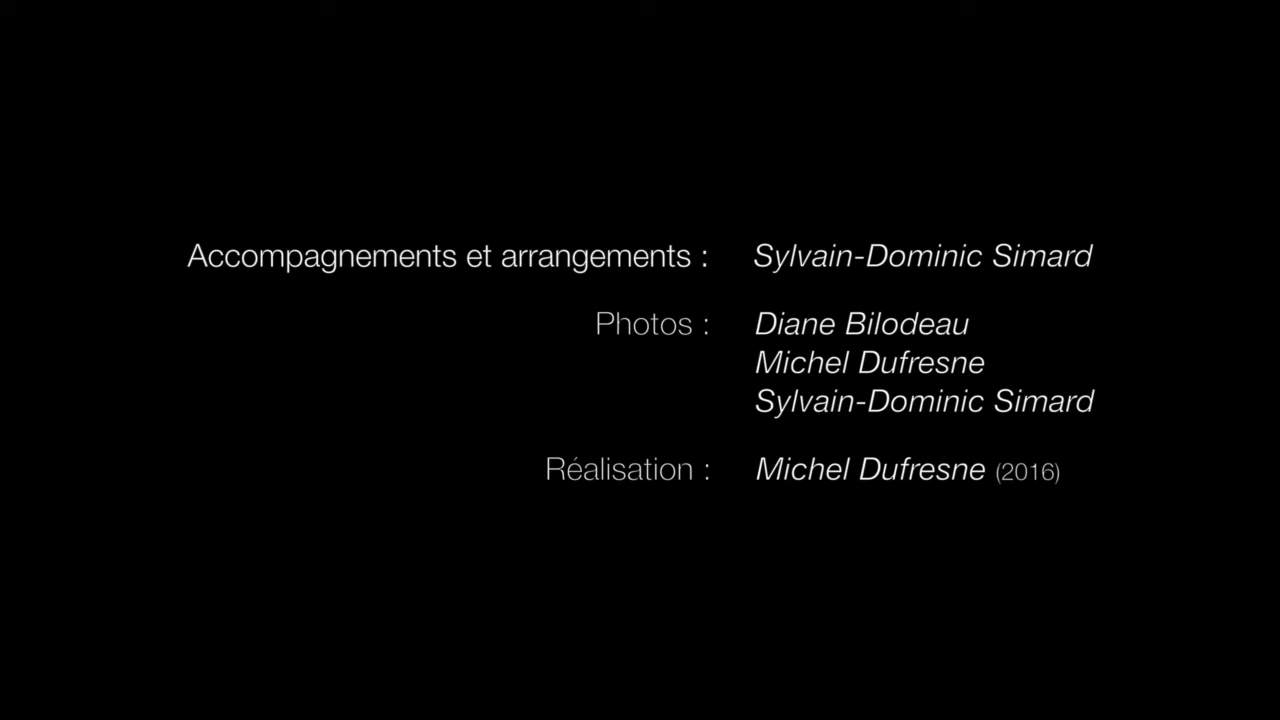 Accompagnements et arrangements : Sylvain-Dominic Simard
Photos : Diane Bilodeau
Michel Dufresne
Sylvain-Dominic Simard
Réalisation : Michel Dufresne (2016)